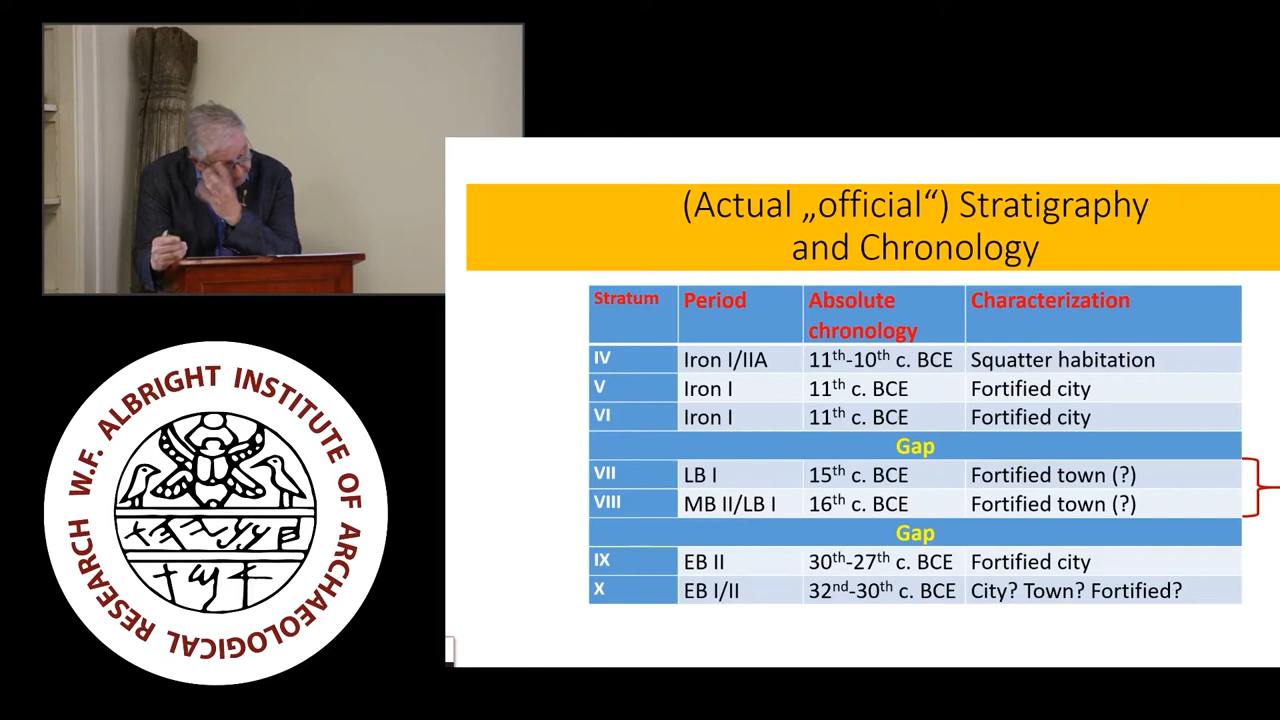 W.F. ALBRIGHT INSTITUTE OF ARCHAEOLOGICAL RESEARCH
(Actual „official“) Stratigraphy
and Chronology
Stratum Period Absolute chronology Characterization
IV Iron I/IIA 11th-10th c. BCE Squatter habitation
V Iron I 11th c. BCE Fortified city
VI Iron I 11th c. BCE Fortified city
Gap
VII LB I 15th c. BCE Fortified town (?)
VIII MB II/LB I 16th c. BCE Fortified town (?)
Gap
IX EB II 30th-27th c. BCE Fortified city
X EB I/II 32nd-30th c. BCE City? Town? Fortified?